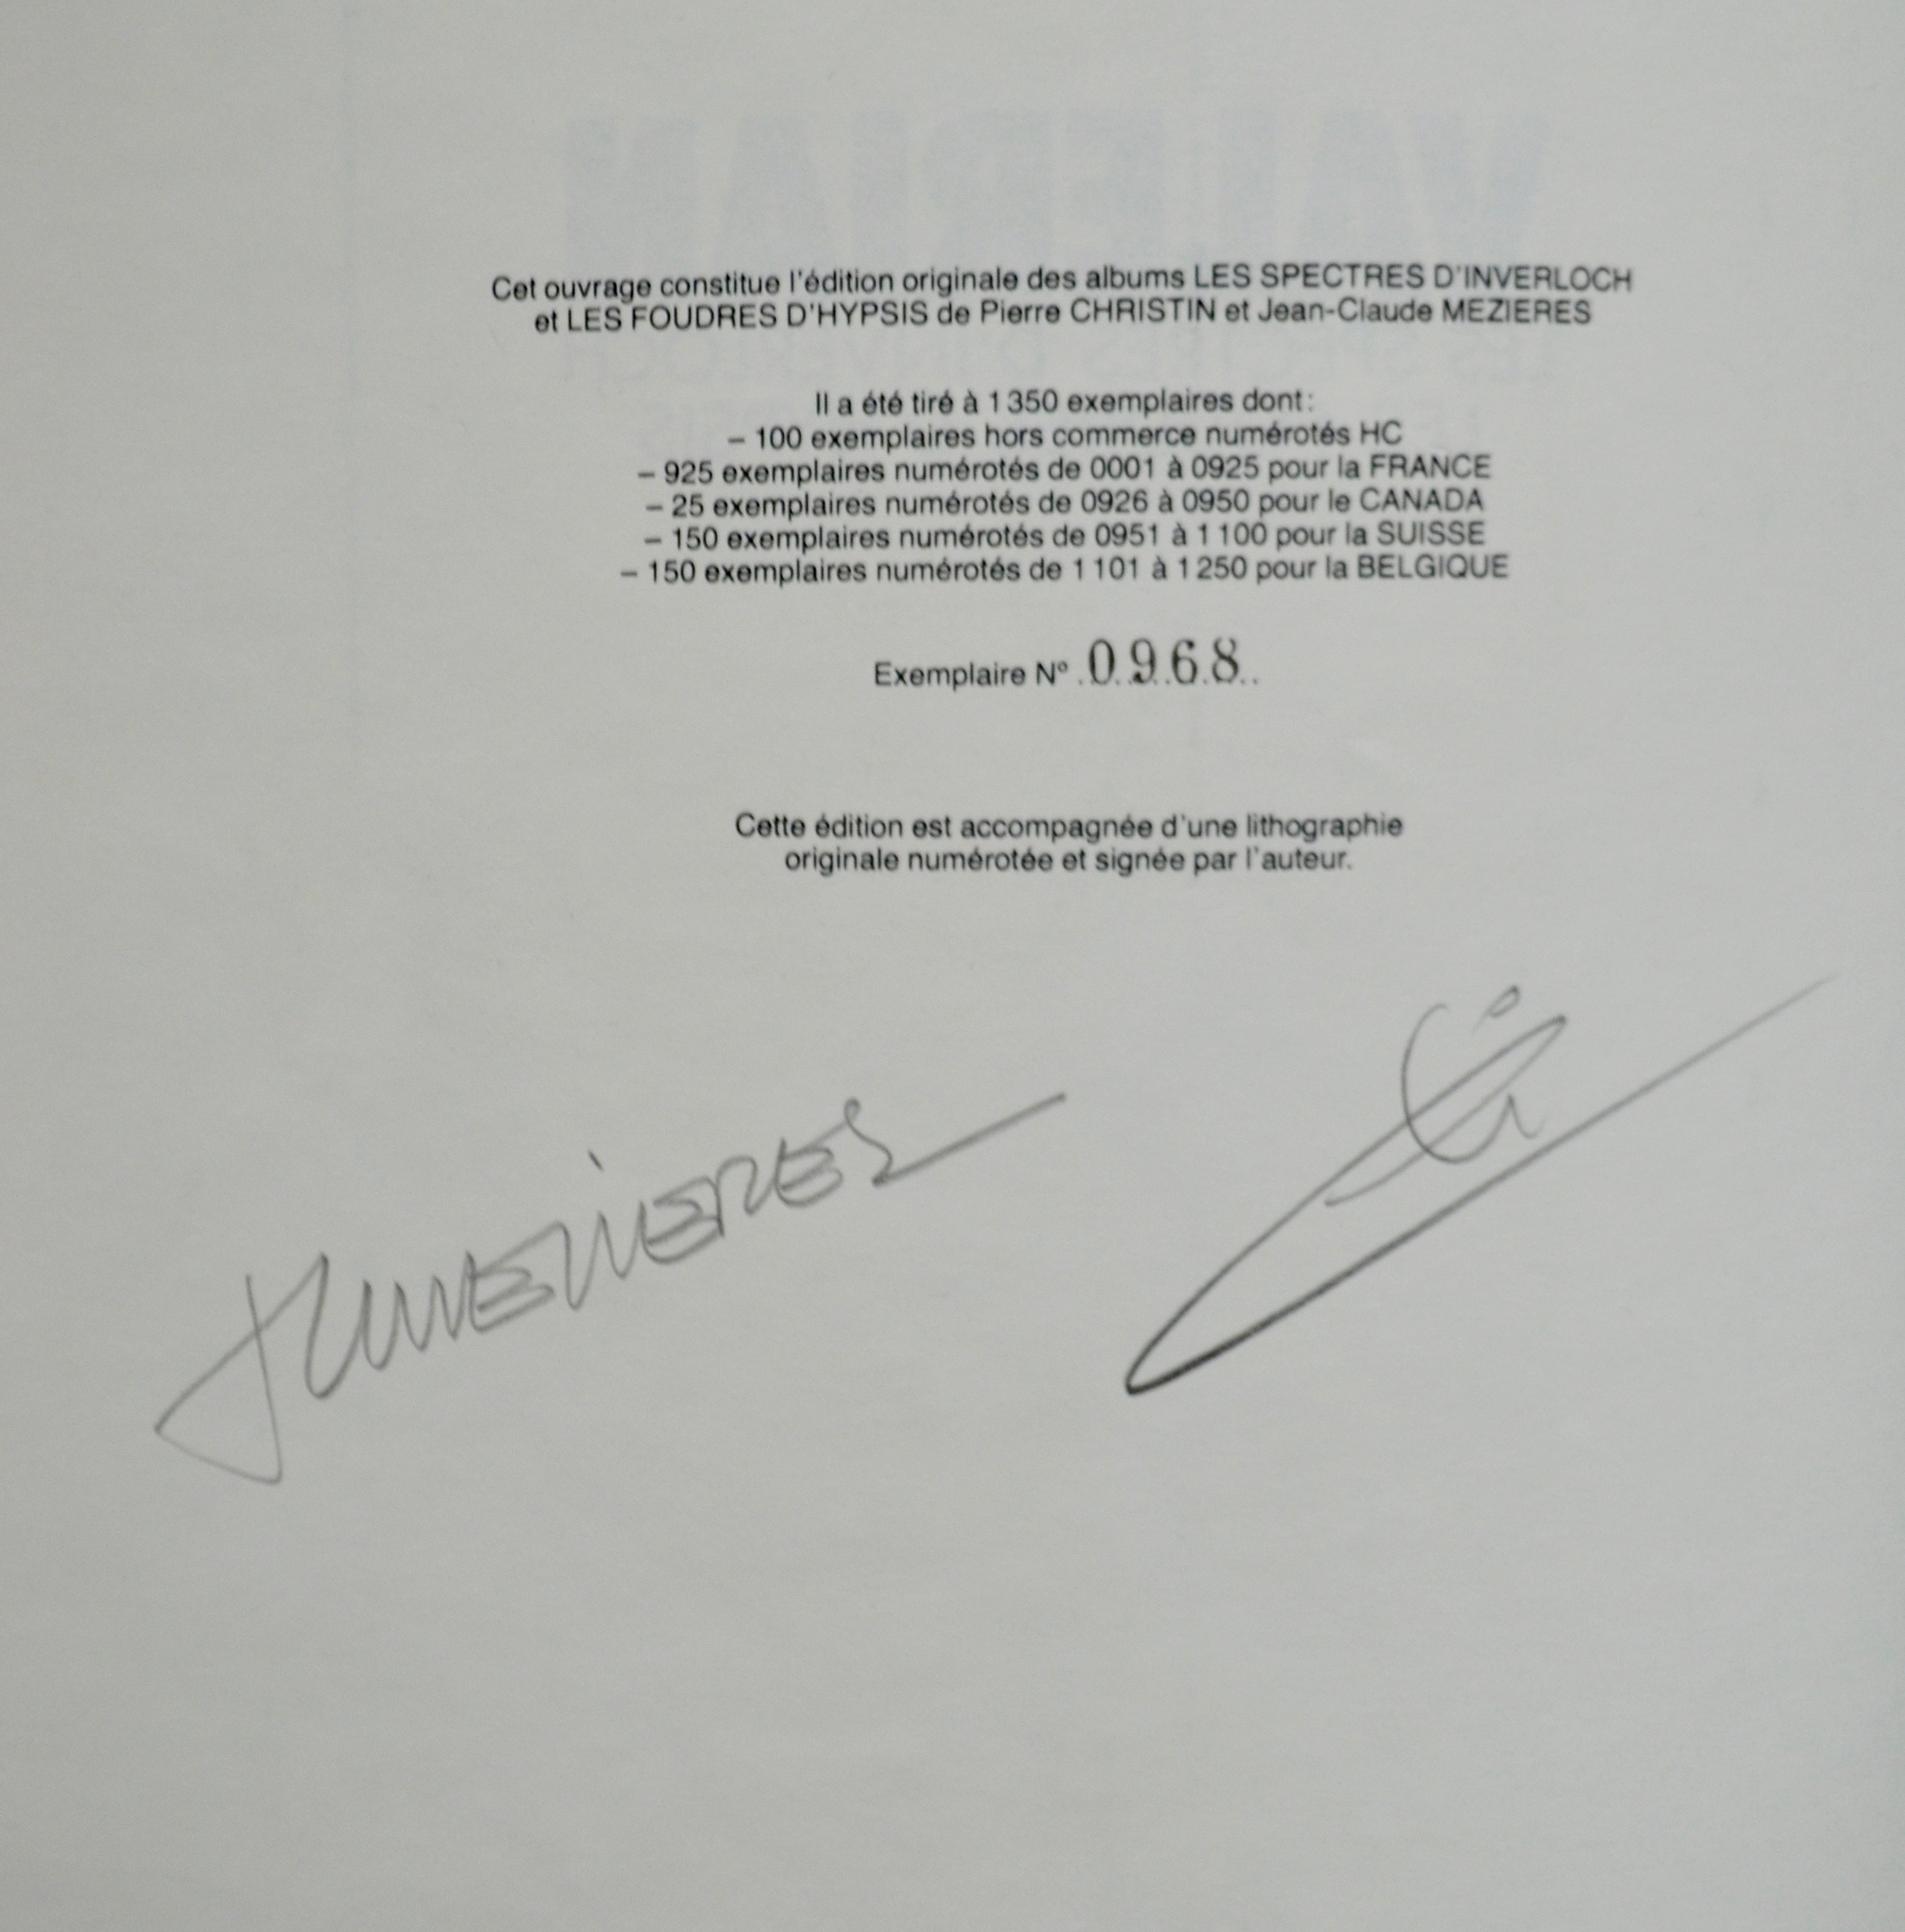 Cet ouvrage constitue l'édition originale des albums LES SPECTRES D'INVERLOCH
et LES FOUDRES D'HYPSIS de Pierre CHRISTIN et Jean-Claude MEZIERES
Il a été tiré à 1 350 exemplaires dont :
– 100 exemplaires hors commerce numérotés HC
– 925 exemplaires numérotés de 0001 à 0925 pour la FRANCE
– 25 exemplaires numérotés de 0926 à 0950 pour le CANADA
– 150 exemplaires numérotés de 0951 à 1 100 pour la SUISSE
– 150 exemplaires numérotés de 1 101 à 1 250 pour la BELGIQUE
Exemplaire N° 0968
Cette édition est accompagnée d'une lithographie
originale numérotée et signée par l'auteur.
JCMEZIERES